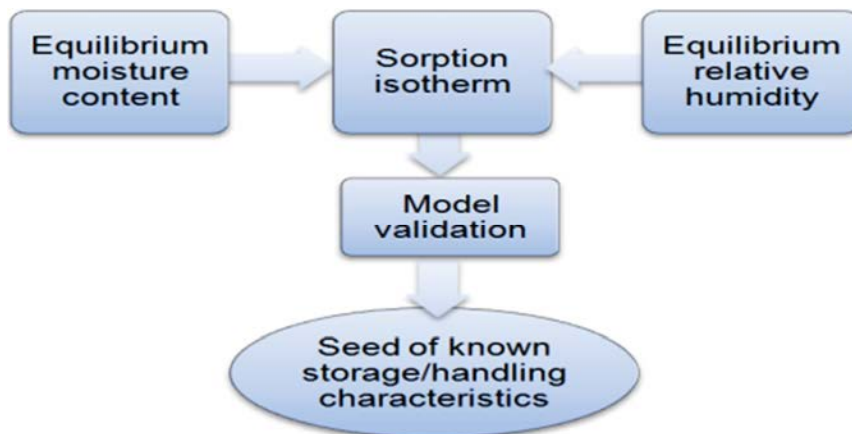 Equilibrium
moisture
content
Sorption
isotherm
Equilibrium
relative
humidity
Model
validation
Seed of known
storage/handling
characteristics